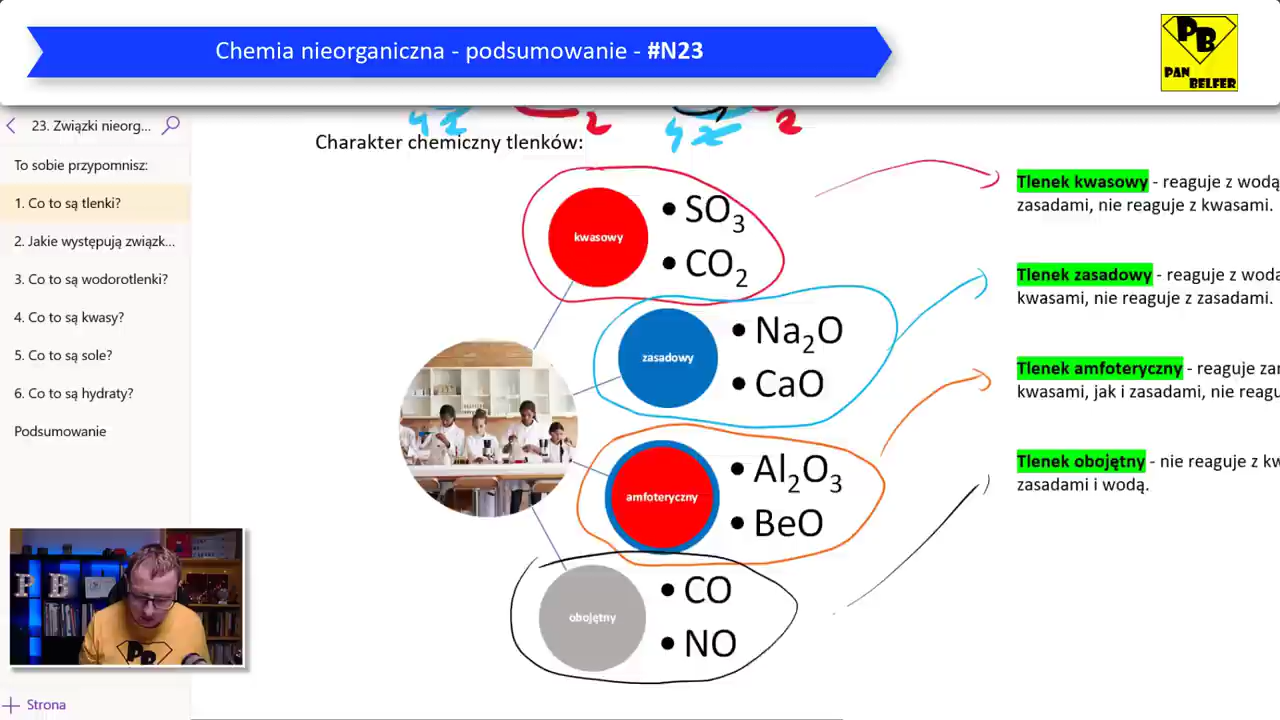 Chemia nieorganiczna - podsumowanie - #N23
PB
PAN
BELFER
23. Związki nieorg...
To sobie przypomnisz:
1. Co to są tlenki?
2. Jakie występują związk...
3. Co to są wodorotlenki?
4. Co to są kwasy?
5. Co to są sole?
6. Co to są hydraty?
Podsumowanie
Strona
2
2
Charakter chemiczny tlenków:
kwasowy
• SO₃
• CO₂
zasadowy
• Na₂O
• CaO
amfoteryczny
• Al₂O₃
• BeO
obojętny
• CO
• NO
Tlenek kwasowy - reaguje z wodą
zasadami, nie reaguje z kwasami.
Tlenek zasadowy - reaguje z wodą
kwasami, nie reaguje z zasadami.
Tlenek amfoteryczny - reaguje zar
kwasami, jak i zasadami, nie reagu
Tlenek obojętny - nie reaguje z kw
zasadami i wodą.
P B
PB